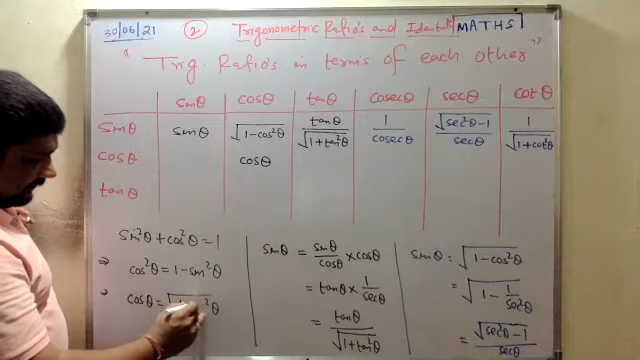 30/06/21 ② Trigonometric Ratio's and Identity MATHS
" Trig. Ratio's in terms of each other "
sinθ cosθ tanθ cosecθ secθ cotθ
sinθ sinθ √(1-cos²θ) tanθ/√(1+tan²θ) 1/cosecθ √(sec²θ-1)/secθ 1/√(1+cot²θ)
cosθ cosθ
tanθ
sin²θ + cos²θ = 1
⇒ cos²θ = 1 - sin²θ
⇒ cosθ =
sinθ = sinθ/cosθ × cosθ
= tanθ × 1/secθ
= tanθ/√(1+tan²θ)
sinθ = √(1-cos²θ)
= √(1 - 1/sec²θ)
= √(sec²θ-1)/secθ